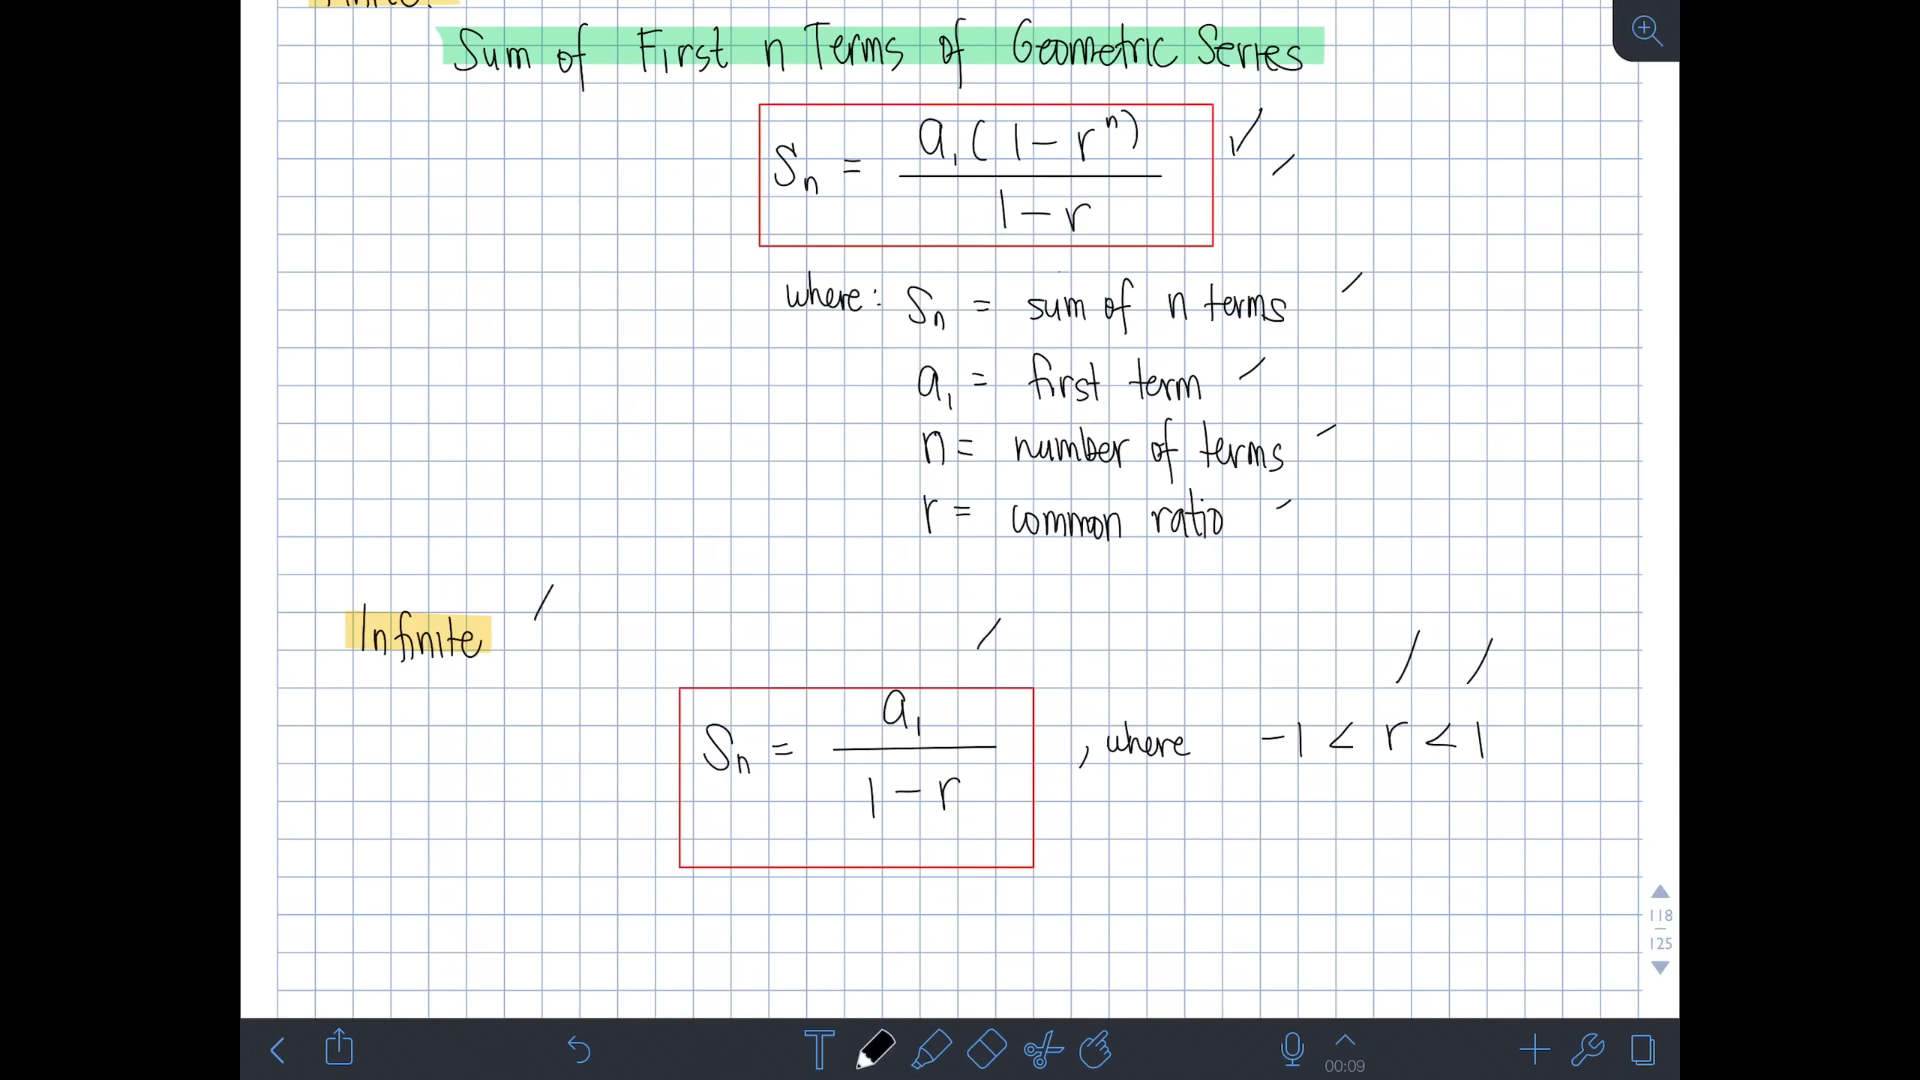 Sum of First n Terms of Geometric Series
Sₙ = a₁(1 − rⁿ) / 1 − r
where: Sₙ = sum of n terms
a₁ = first term
n = number of terms
r = common ratio
Infinite
Sₙ = a₁ / 1 − r , where −1 < r < 1
118
125
T
00:09